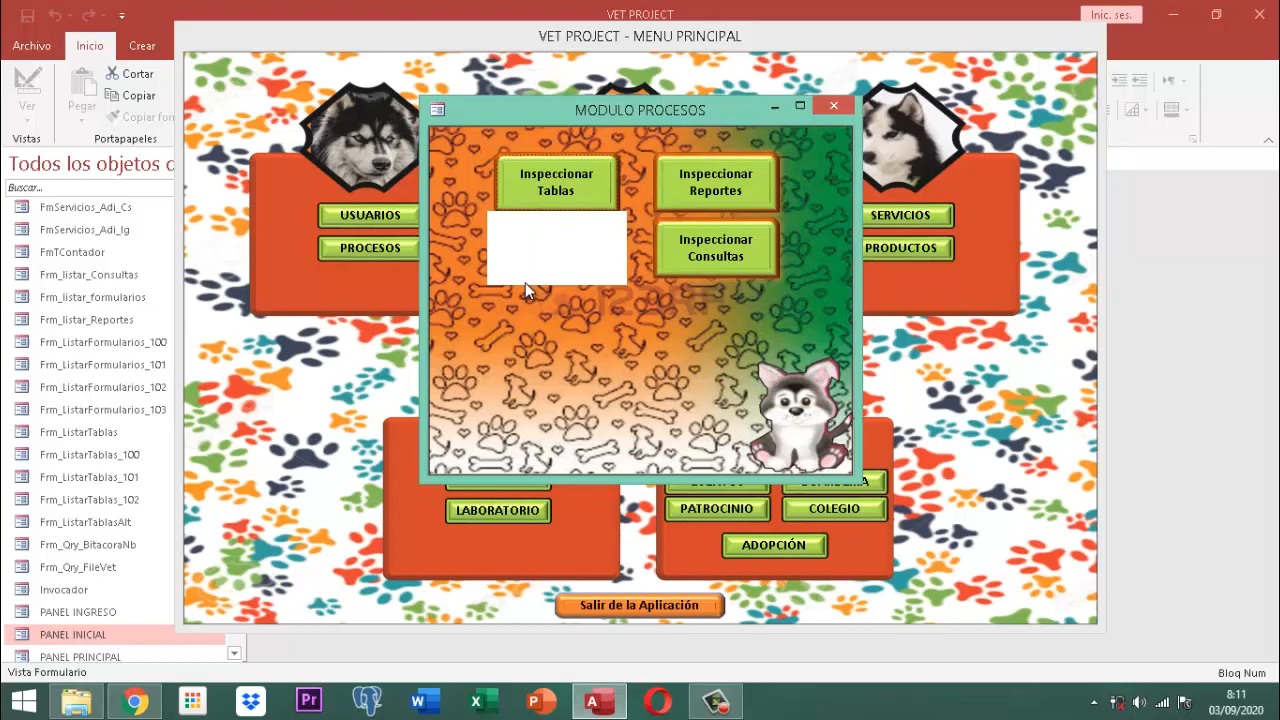 VET PROJECT
Inic. ses.
Archivo
Inicio
Crear
VET PROJECT - MENU PRINCIPAL
Ver
Pegar
Cortar
Copiar
Copiar for
Vistas
Portapapeles
Todos los objetos
Buscar...
FmServicios_Adi_Cs
FmServicios_Adi_Ig
FmTContador
Frm_listar_Consultas
Frm_listar_formularios
Frm_listar_Reportes
Frm_ListarFormularios_100
Frm_ListarFormularios_101
Frm_ListarFormularios_102
Frm_ListarFormularios_103
Frm_ListarTablas
Frm_ListarTablas_100
Frm_ListarTablas_101
Frm_ListarTablas_102
Frm_ListarTablasAlt
Frm_Qry_BitacoraNb
Frm_Qry_FileVet
Invocador
PANEL INGRESO
PANEL INICIAL
PANEL PRINCIPAL
USUARIOS
PROCESOS
MODULO PROCESOS
Inspeccionar
Tablas
Inspeccionar
Reportes
Inspeccionar
Consultas
SERVICIOS
PRODUCTOS
LABORATORIO
PATROCINIO
COLEGIO
ADOPCIÓN
Salir de la Aplicación
Vista Formulario
Bloq Num
8:11
03/09/2020